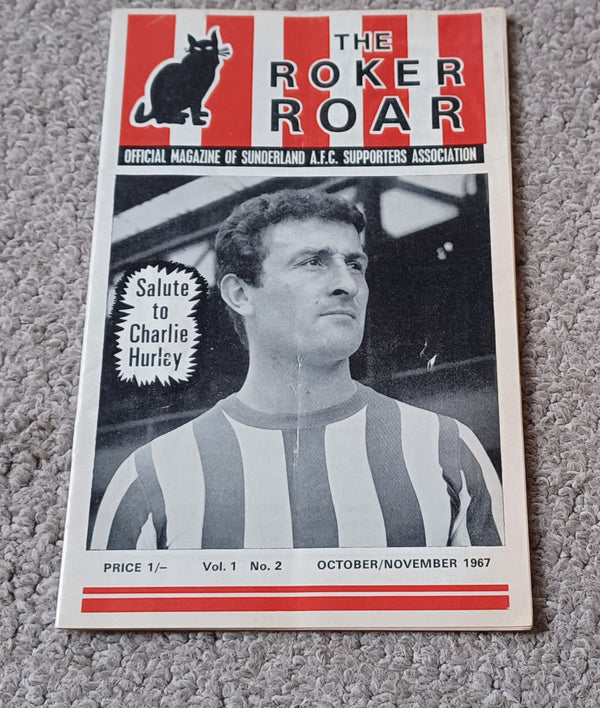 THE
ROKER
ROAR
OFFICIAL MAGAZINE OF SUNDERLAND A.F.C. SUPPORTERS ASSOCIATION
Salute
to
Charlie
Hurley
PRICE 1/– Vol. 1 No. 2 OCTOBER/NOVEMBER 1967